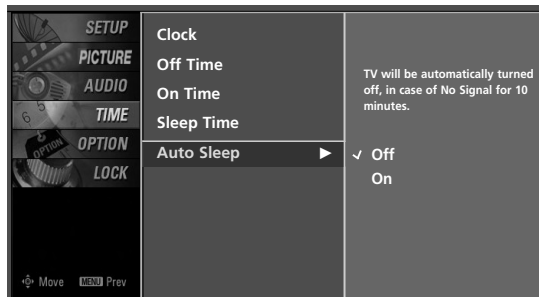 SETUP
PICTURE
AUDIO
TIME
OPTION
LOCK
Move MENU Prev
Clock
Off Time
On Time
Sleep Time
Auto Sleep
TV will be automatically turned
off, in case of No Signal for 10
minutes.
Off
On